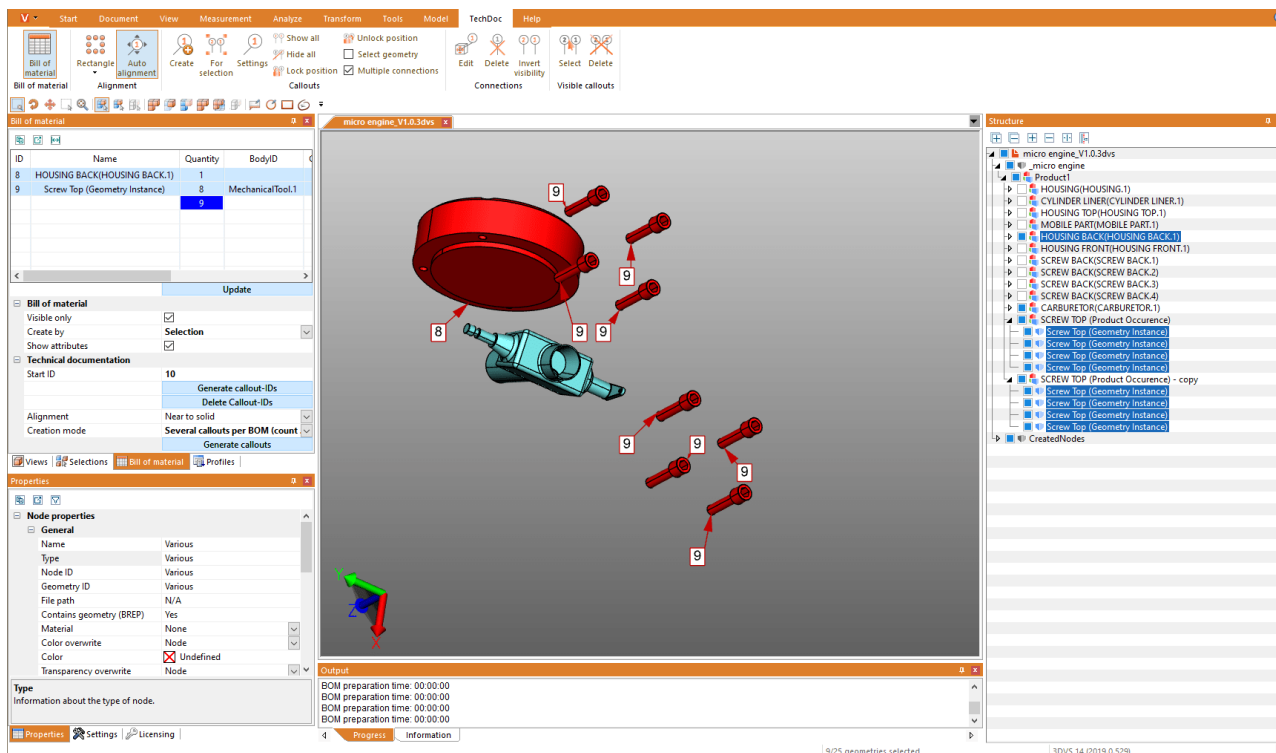 V Start Document View Measurement Analyze Transform Tools Model TechDoc Help
Bill of material
Rectangle
Auto alignment
Create
For selection
Settings
Show all
Hide all
Lock position
Unlock position
Select geometry
Multiple connections
Edit
Delete
Invert visibility
Select
Delete
Bill of material Alignment Callouts Connections Visible callouts
Bill of material
ID Name Quantity BodyID
8 HOUSING BACK(HOUSING BACK.1) 1
9 Screw Top (Geometry Instance) 8 MechanicalTool.1
9
Update
Bill of material
Visible only
Create by Selection
Show attributes
Technical documentation
Start ID 10
Generate callout-IDs
Delete Callout-IDs
Alignment Near to solid
Creation mode Several callouts per BOM (count
Generate callouts
Views Selections Bill of material Profiles
Properties
Node properties
General
Name Various
Type Various
Node ID Various
Geometry ID Various
File path N/A
Contains geometry (BREP) Yes
Material None
Color overwrite Node
Color Undefined
Transparency overwrite Node
Type
Information about the type of node.
Properties Settings Licensing
micro engine_V1.0.3dvs
9
9
8
9
9
9
9
9
9
Y
Z
X
Output
BOM preparation time: 00:00:00
BOM preparation time: 00:00:00
BOM preparation time: 00:00:00
BOM preparation time: 00:00:00
Progress Information
Structure
micro engine_V1.0.3dvs
_micro engine
Product1
HOUSING(HOUSING.1)
CYLINDER LINER(CYLINDER LINER.1)
HOUSING TOP(HOUSING TOP.1)
MOBILE PART(MOBILE PART.1)
HOUSING BACK(HOUSING BACK.1)
HOUSING FRONT(HOUSING FRONT.1)
SCREW BACK(SCREW BACK.1)
SCREW BACK(SCREW BACK.2)
SCREW BACK(SCREW BACK.3)
SCREW BACK(SCREW BACK.4)
CARBURETOR(CARBURETOR.1)
SCREW TOP (Product Occurence)
Screw Top (Geometry Instance)
Screw Top (Geometry Instance)
Screw Top (Geometry Instance)
Screw Top (Geometry Instance)
SCREW TOP (Product Occurence) - copy
Screw Top (Geometry Instance)
Screw Top (Geometry Instance)
Screw Top (Geometry Instance)
Screw Top (Geometry Instance)
CreatedNodes
9/25 geometries selected 3DVS 14 (2019.0.529)